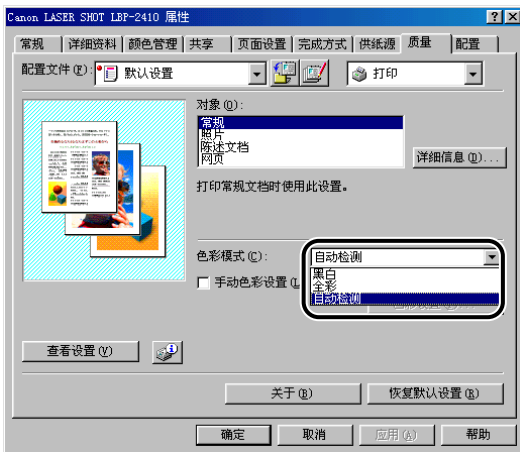 Canon LASER SHOT LBP-2410 属性
常规 详细资料 颜色管理 共享 页面设置 完成方式 供纸源 质量 配置
配置文件(F): 默认设置 打印
对象(O):
常规
照片
陈述文档
网页
详细信息(D)...
打印常规文档时使用此设置。
色彩模式(C): 自动检测
黑白
全彩
自动检测
手动色彩设置(L
查看设置(V)
关于(B) 恢复默认设置(R)
确定 取消 应用(A) 帮助